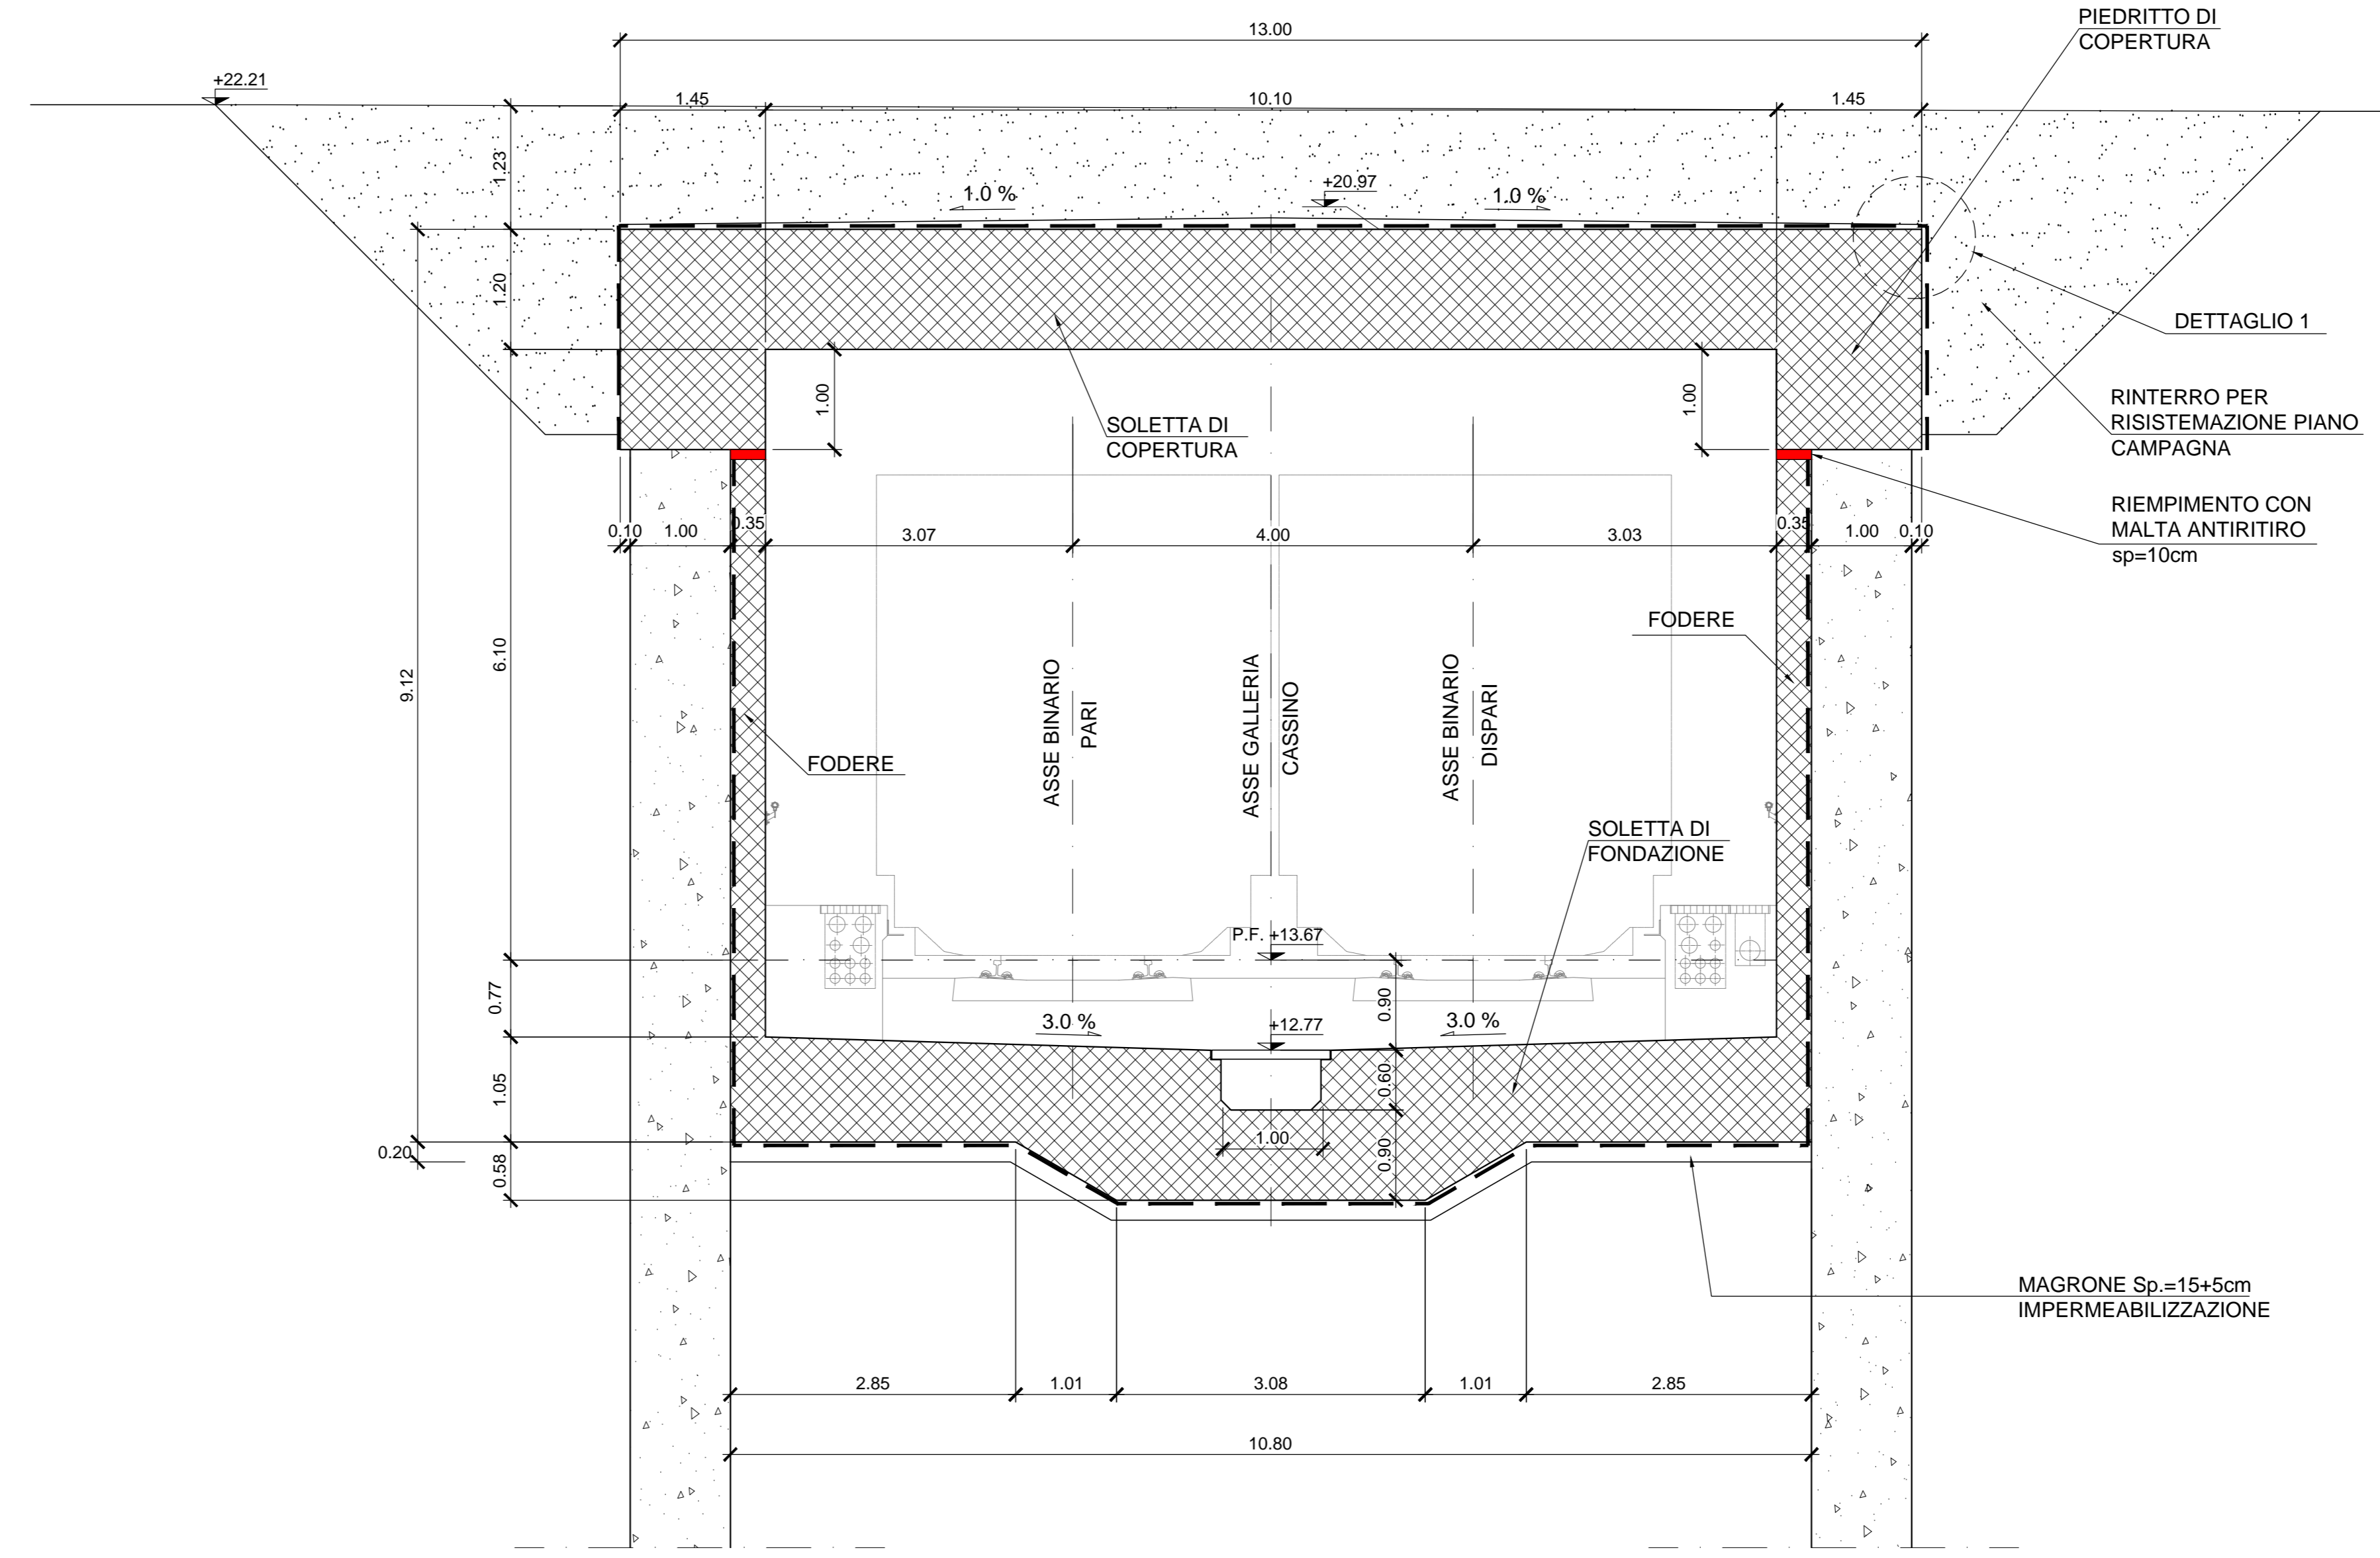 13.00
PIEDRITTO DI
COPERTURA
+22.21
1.45
10.10
1.45
1.23
1.0 %
+20.97
1.0 %
1.20
DETTAGLIO 1
1.00
1.00
SOLETTA DI
COPERTURA
RINTERRO PER
RISISTEMAZIONE PIANO
CAMPAGNA
RIEMPIMENTO CON
MALTA ANTIRITIRO
sp=10cm
0.10
1.00
0.35
3.07
4.00
3.03
0.35
1.00
0.10
FODERE
6.10
9.12
ASSE BINARIO
PARI
ASSE GALLERIA
CASSINO
ASSE BINARIO
DISPARI
FODERE
SOLETTA DI
FONDAZIONE
P.F. +13.67
0.77
0.90
3.0 %
+12.77
3.0 %
1.05
0.60
1.00
0.20
0.58
0.90
MAGRONE Sp.=15+5cm
IMPERMEABILIZZAZIONE
2.85
1.01
3.08
1.01
2.85
10.80